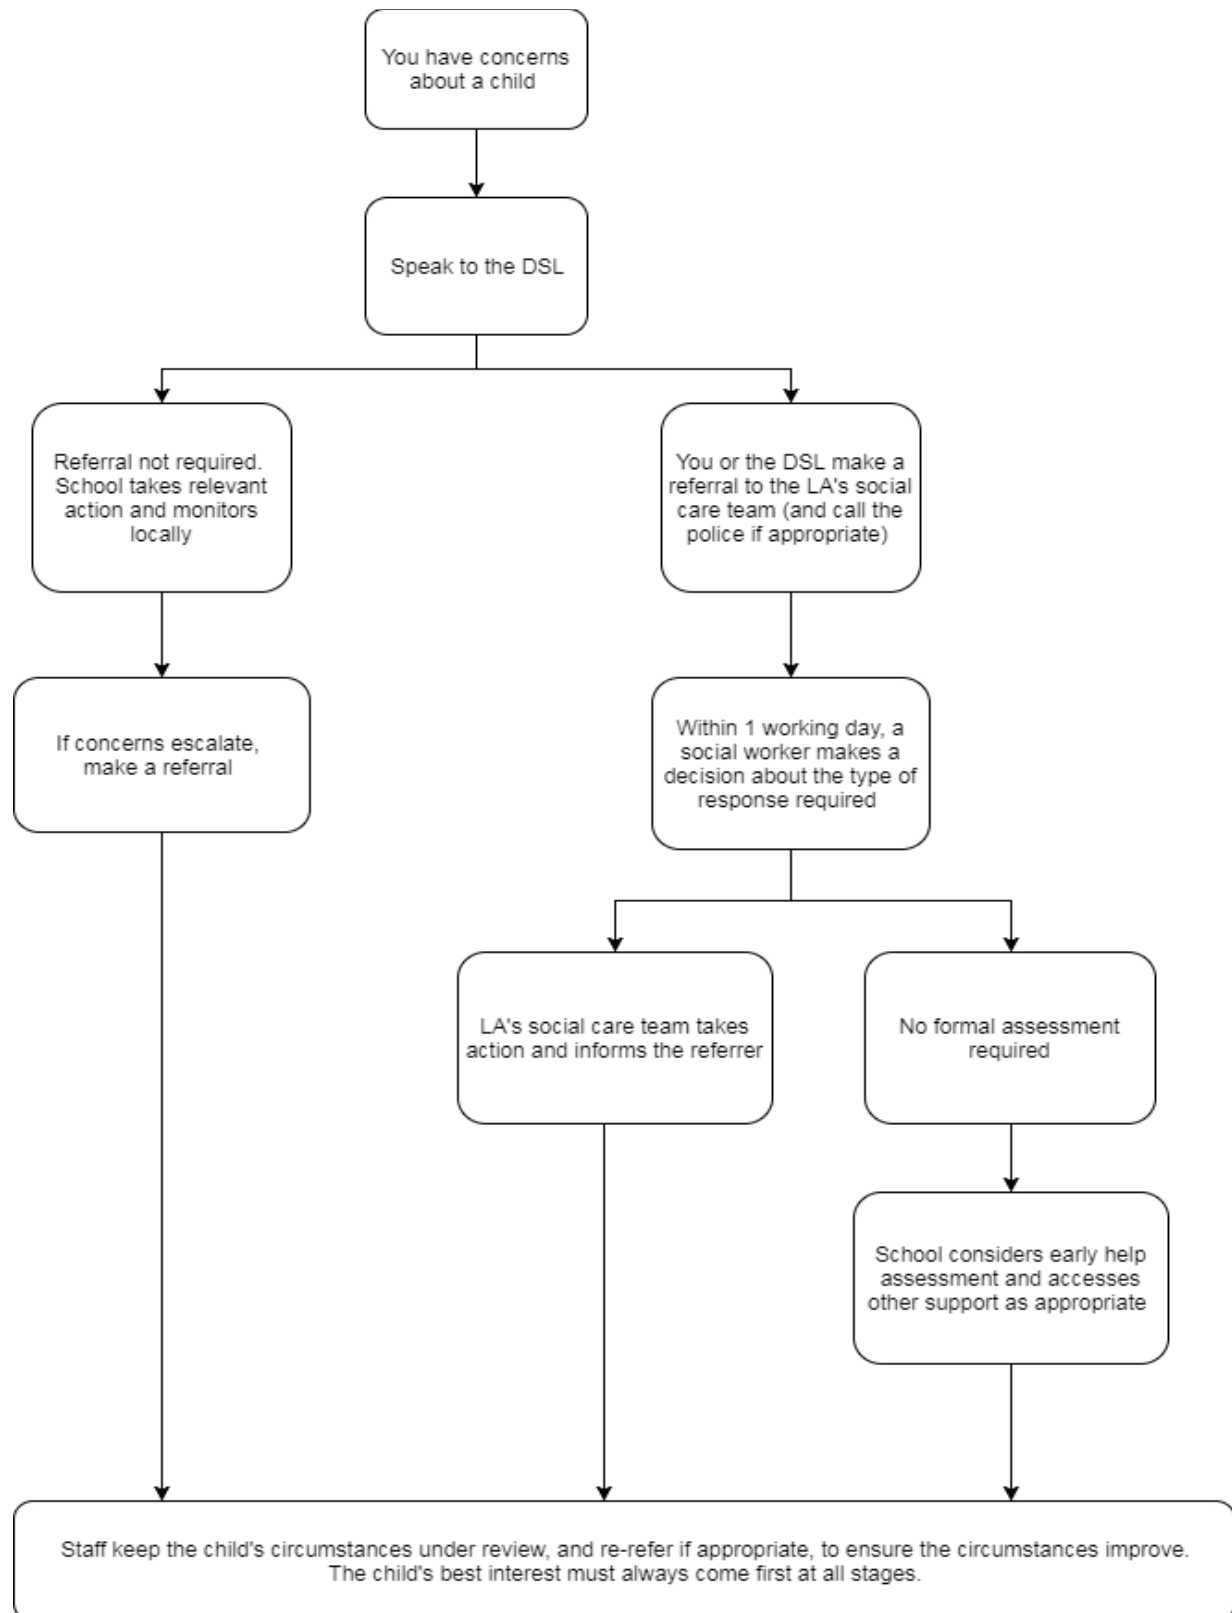 You have concerns
about a child
Speak to the DSL
Referral not required.
School takes relevant
action and monitors
locally
You or the DSL make a
referral to the LA's social
care team (and call the
police if appropriate)
If concerns escalate,
make a referral
Within 1 working day, a
social worker makes a
decision about the type of
response required
LA's social care team takes
action and informs the referrer
No formal assessment
required
School considers early help
assessment and accesses
other support as appropriate
Staff keep the child's circumstances under review, and re-refer if appropriate, to ensure the circumstances improve.
The child's best interest must always come first at all stages.